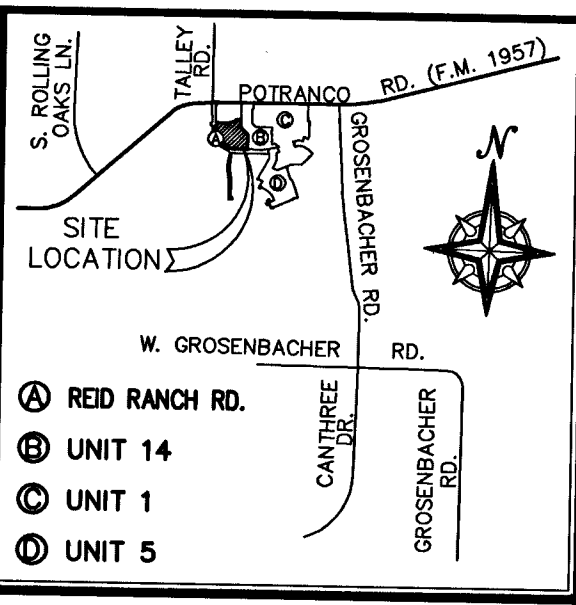 S. ROLLING
OAKS LN.
TALLEY
RD.
POTRANCO
RD. (F.M. 1957)
A
B
C
D
GROSENBACHER RD.
N
SITE
LOCATION
W. GROSENBACHER RD.
CANTHREE
DR.
GROSENBACHER
RD.
A REID RANCH RD.
B UNIT 14
C UNIT 1
D UNIT 5